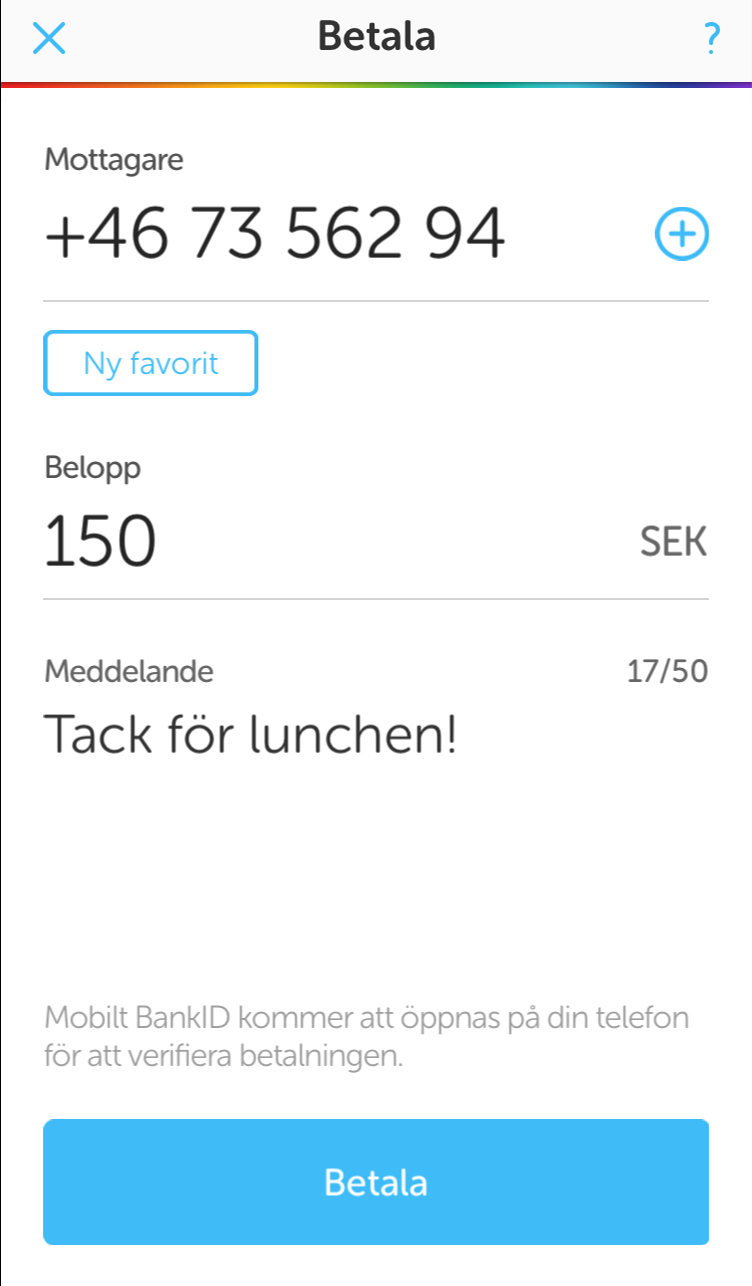 Betala
?
Mottagare
+46 73 562 94
Ny favorit
Belopp
150 SEK
Meddelande 17/50
Tack för lunchen!
Mobilt BankID kommer att öppnas på din telefon
för att verifiera betalningen.
Betala